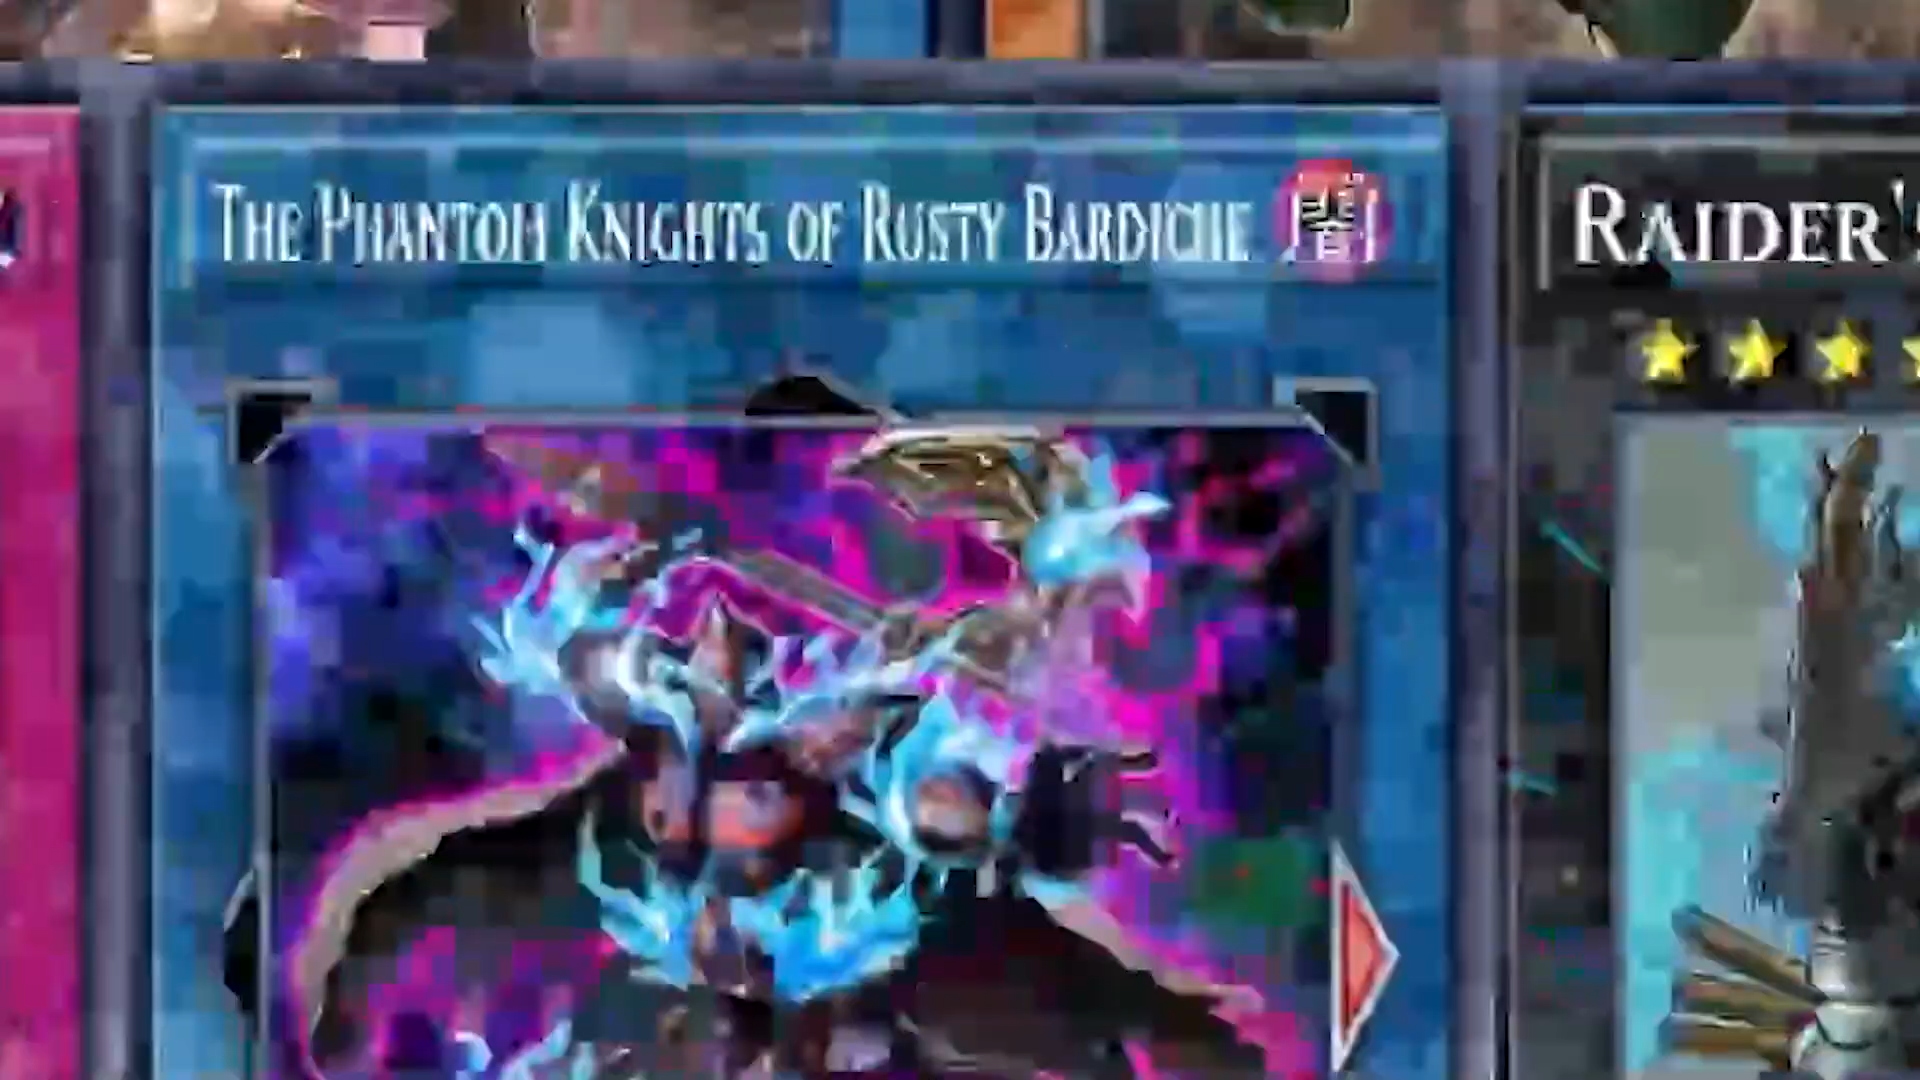 THE PHANTOM KNIGHTS OF RUSTY BARDICHE 闇
RAIDER'S